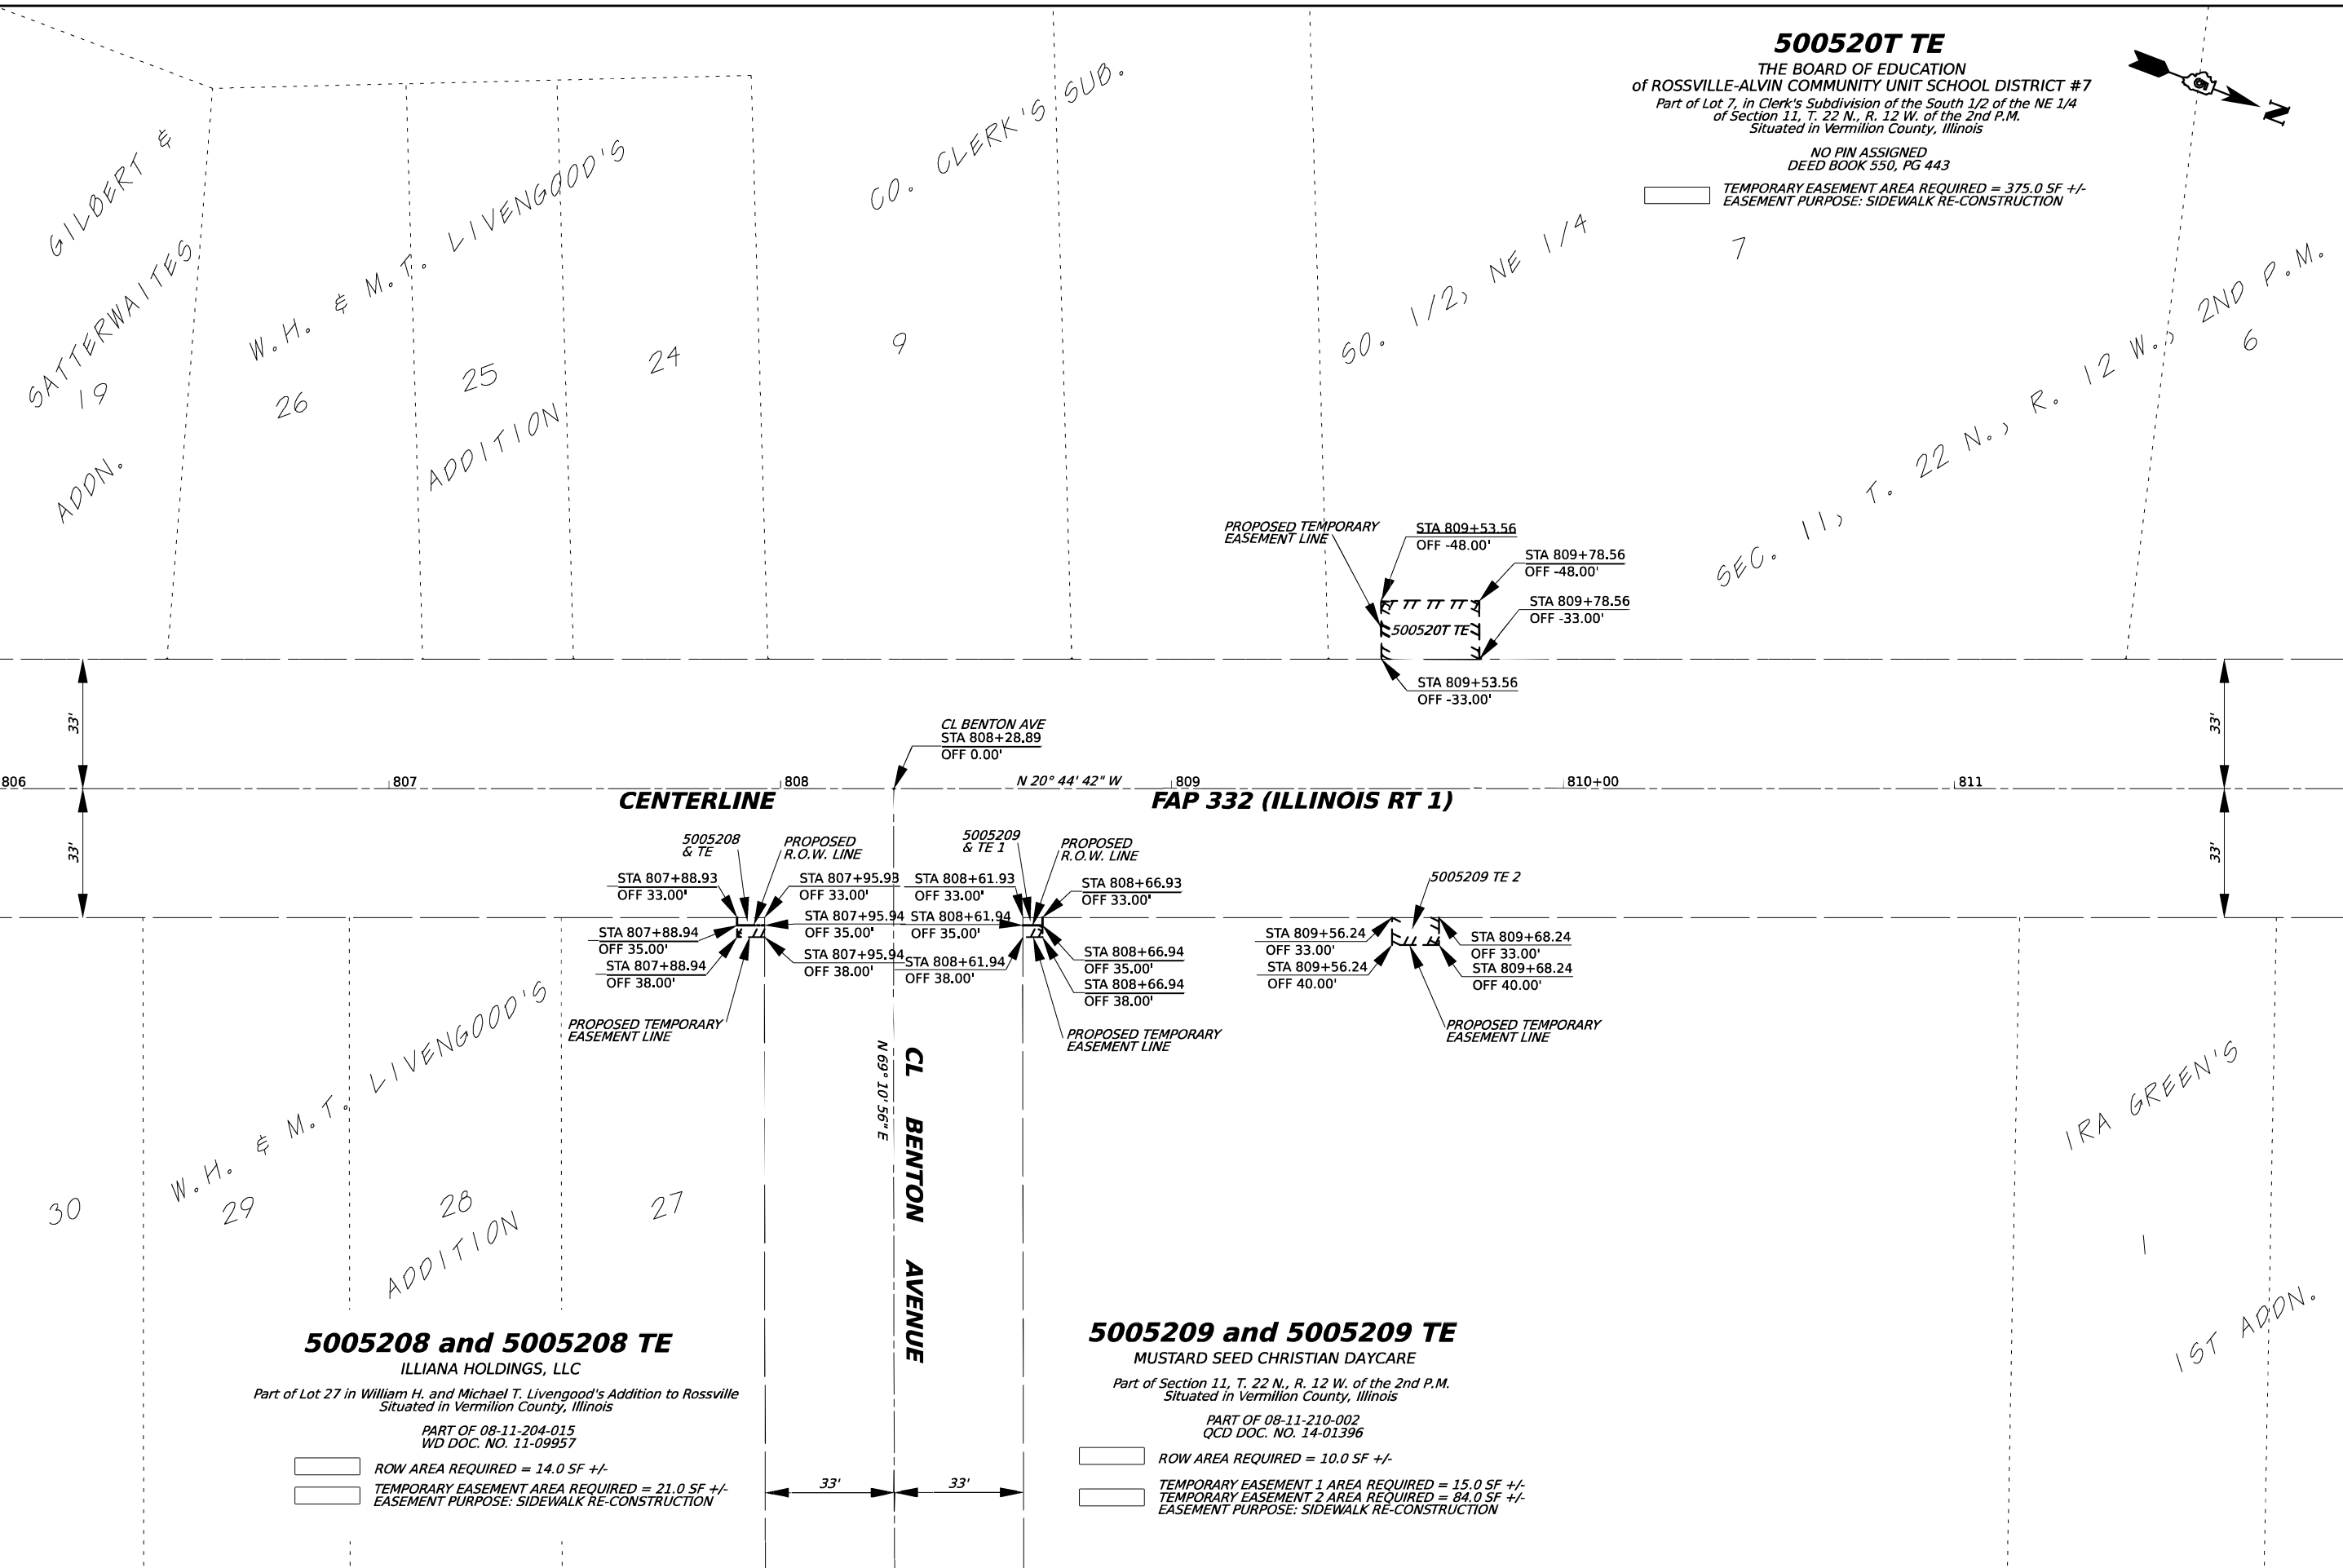 500520T TE
THE BOARD OF EDUCATION
of ROSSVILLE-ALVIN COMMUNITY UNIT SCHOOL DISTRICT #7
Part of Lot 7, in Clerk's Subdivision of the South 1/2 of the NE 1/4
of Section 11, T. 22 N., R. 12 W. of the 2nd P.M.
Situated in Vermilion County, Illinois
NO PIN ASSIGNED
DEED BOOK 550, PG 443
TEMPORARY EASEMENT AREA REQUIRED = 375.0 SF +/-
EASEMENT PURPOSE: SIDEWALK RE-CONSTRUCTION
N
GILBERT &
SATTERWAITES
19
ADDN.
W.H. & M.T. LIVENGOOD'S
26
25
24
ADDITION
CO. CLERK'S SUB.
9
SO. 1/2, NE 1/4
7
SEC. 11, T. 22 N., R. 12 W., 2ND P.M.
6
PROPOSED TEMPORARY
EASEMENT LINE
STA 809+53.56
OFF -48.00'
STA 809+78.56
OFF -48.00'
STA 809+78.56
OFF -33.00'
500520T TE
STA 809+53.56
OFF -33.00'
33'
33'
CL BENTON AVE
STA 808+28.89
OFF 0.00'
806
807
808
N 20° 44' 42" W
809
810+00
811
CENTERLINE
FAP 332 (ILLINOIS RT 1)
33'
33'
5005208
& TE
PROPOSED
R.O.W. LINE
5005209
& TE 1
PROPOSED
R.O.W. LINE
STA 807+88.93
OFF 33.00'
STA 807+95.93
OFF 33.00'
STA 808+61.93
OFF 33.00'
STA 808+66.93
OFF 33.00'
5005209 TE 2
STA 807+88.94
OFF 35.00'
STA 807+95.94
OFF 35.00'
STA 808+61.94
OFF 35.00'
STA 808+66.94
OFF 35.00'
STA 807+88.94
OFF 38.00'
STA 807+95.94
OFF 38.00'
STA 808+61.94
OFF 38.00'
STA 808+66.94
OFF 38.00'
STA 809+56.24
OFF 33.00'
STA 809+68.24
OFF 33.00'
STA 809+56.24
OFF 40.00'
STA 809+68.24
OFF 40.00'
PROPOSED TEMPORARY
EASEMENT LINE
PROPOSED TEMPORARY
EASEMENT LINE
PROPOSED TEMPORARY
EASEMENT LINE
N 69° 10' 56" E
CL BENTON AVENUE
W.H. & M.T. LIVENGOOD'S
30
29
28
27
ADDITION
IRA GREEN'S
1
1ST ADDN.
5005208 and 5005208 TE
ILLIANA HOLDINGS, LLC
Part of Lot 27 in William H. and Michael T. Livengood's Addition to Rossville
Situated in Vermilion County, Illinois
PART OF 08-11-204-015
WD DOC. NO. 11-09957
ROW AREA REQUIRED = 14.0 SF +/-
TEMPORARY EASEMENT AREA REQUIRED = 21.0 SF +/-
EASEMENT PURPOSE: SIDEWALK RE-CONSTRUCTION
33'
33'
5005209 and 5005209 TE
MUSTARD SEED CHRISTIAN DAYCARE
Part of Section 11, T. 22 N., R. 12 W. of the 2nd P.M.
Situated in Vermilion County, Illinois
PART OF 08-11-210-002
QCD DOC. NO. 14-01396
ROW AREA REQUIRED = 10.0 SF +/-
TEMPORARY EASEMENT 1 AREA REQUIRED = 15.0 SF +/-
TEMPORARY EASEMENT 2 AREA REQUIRED = 84.0 SF +/-
EASEMENT PURPOSE: SIDEWALK RE-CONSTRUCTION